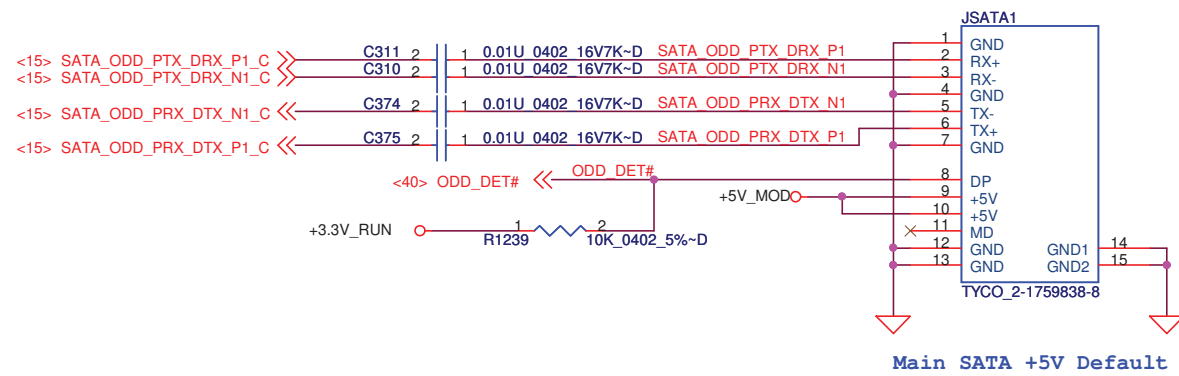 JSATA1
<15> SATA_ODD_PTX_DRX_P1_C C311 2 1 0.01U_0402_16V7K~D SATA_ODD_PTX_DRX_P1
<15> SATA_ODD_PTX_DRX_N1_C C310 2 1 0.01U_0402_16V7K~D SATA_ODD_PTX_DRX_N1
<15> SATA_ODD_PRX_DTX_N1_C C374 2 1 0.01U_0402_16V7K~D SATA_ODD_PRX_DTX_N1
<15> SATA_ODD_PRX_DTX_P1_C C375 2 1 0.01U_0402_16V7K~D SATA_ODD_PRX_DTX_P1
1 GND
2 RX+
3 RX-
4 GND
5 TX-
6 TX+
7 GND
<40> ODD_DET# ODD_DET# 8 DP
+5V_MOD 9 +5V
10 +5V
11 MD
+3.3V_RUN 1 R1239 2 10K_0402_5%~D
12 GND GND1 14
13 GND GND2 15
TYCO_2-1759838-8
Main SATA +5V Default